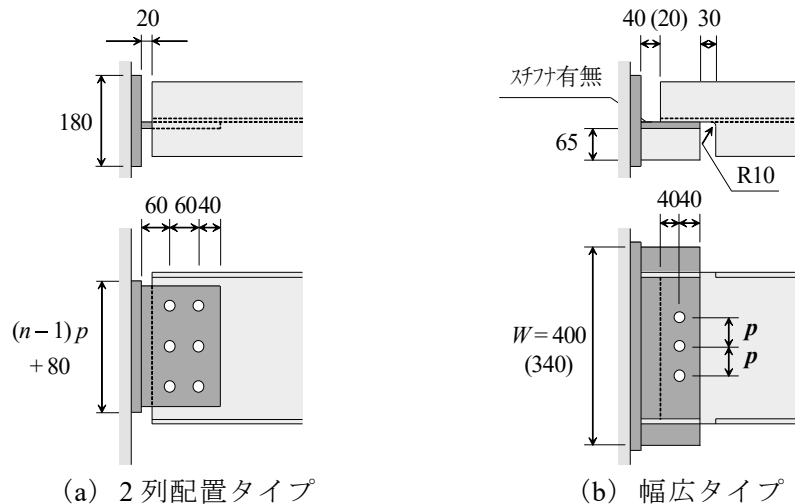 20
180
60 60 40
(n−1) p
+80
(a) 2列配置タイプ
40 (20) 30
スチフナ有無
65
R10
40 40
p
W = 400
(340)
p
(b) 幅広タイプ